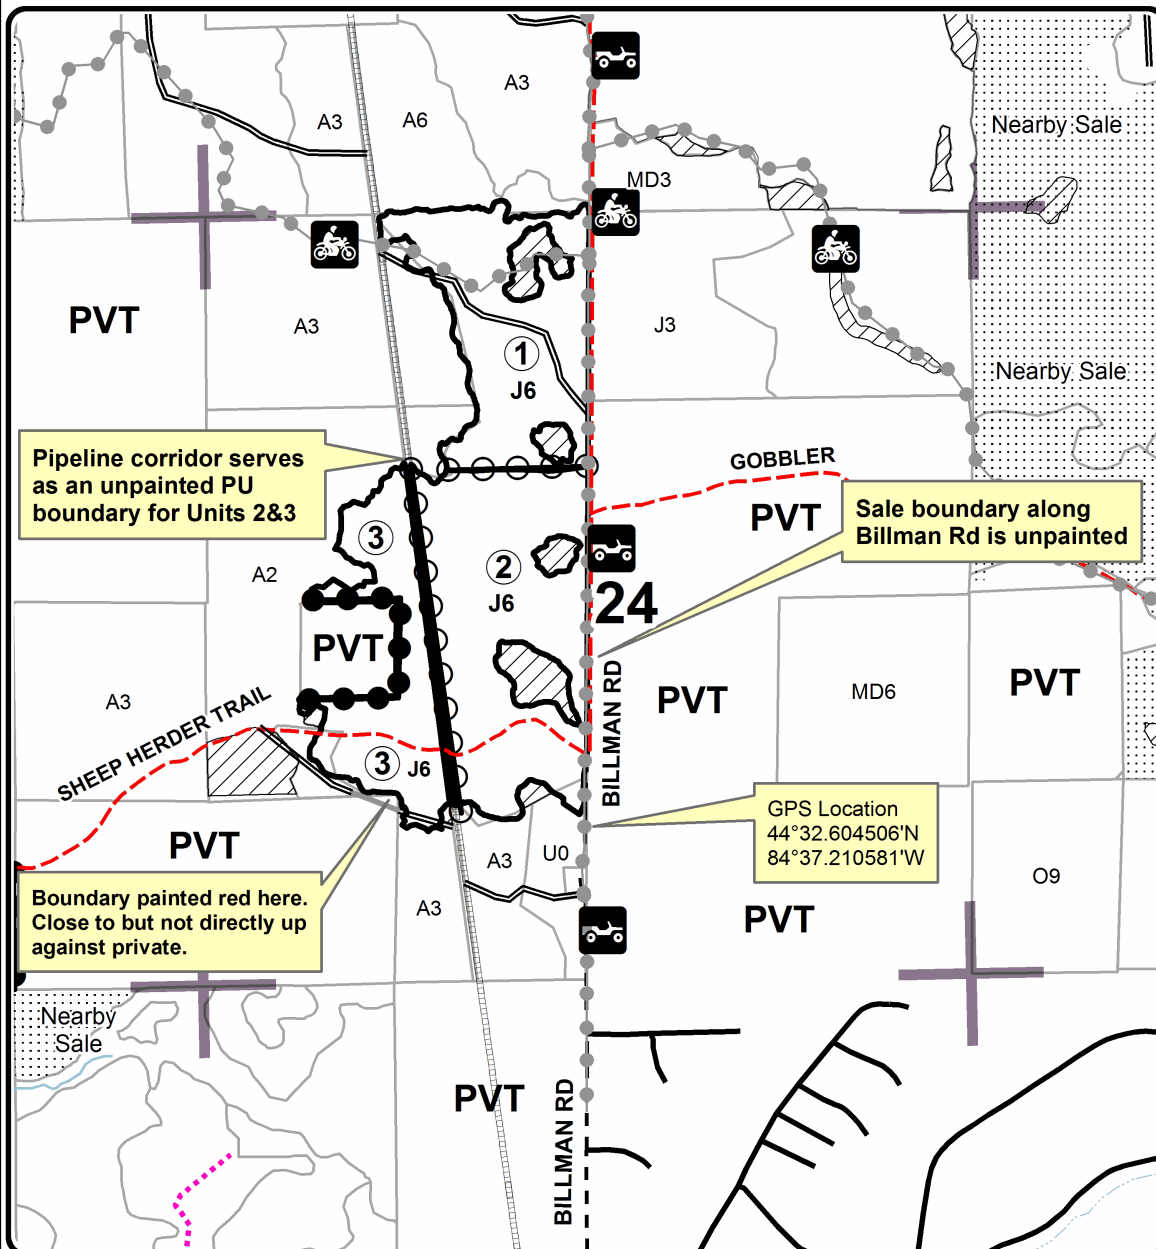 A3
A3
A6
Nearby Sale
MD3
PVT
A3
J3
1
J6
Nearby Sale
GOBBLER
Pipeline corridor serves
as an unpainted PU
boundary for Units 2&3
PVT
Sale boundary along
Billman Rd is unpainted
3
2
J6
A2
24
PVT
A3
SHEEP HERDER TRAIL
BILLMAN RD
PVT
MD6
PVT
3
J6
GPS Location
44°32.604506'N
84°37.210581'W
PVT
A3
U0
O9
Boundary painted red here.
Close to but not directly up
against private.
A3
PVT
Nearby
Sale
PVT
BILLMAN RD